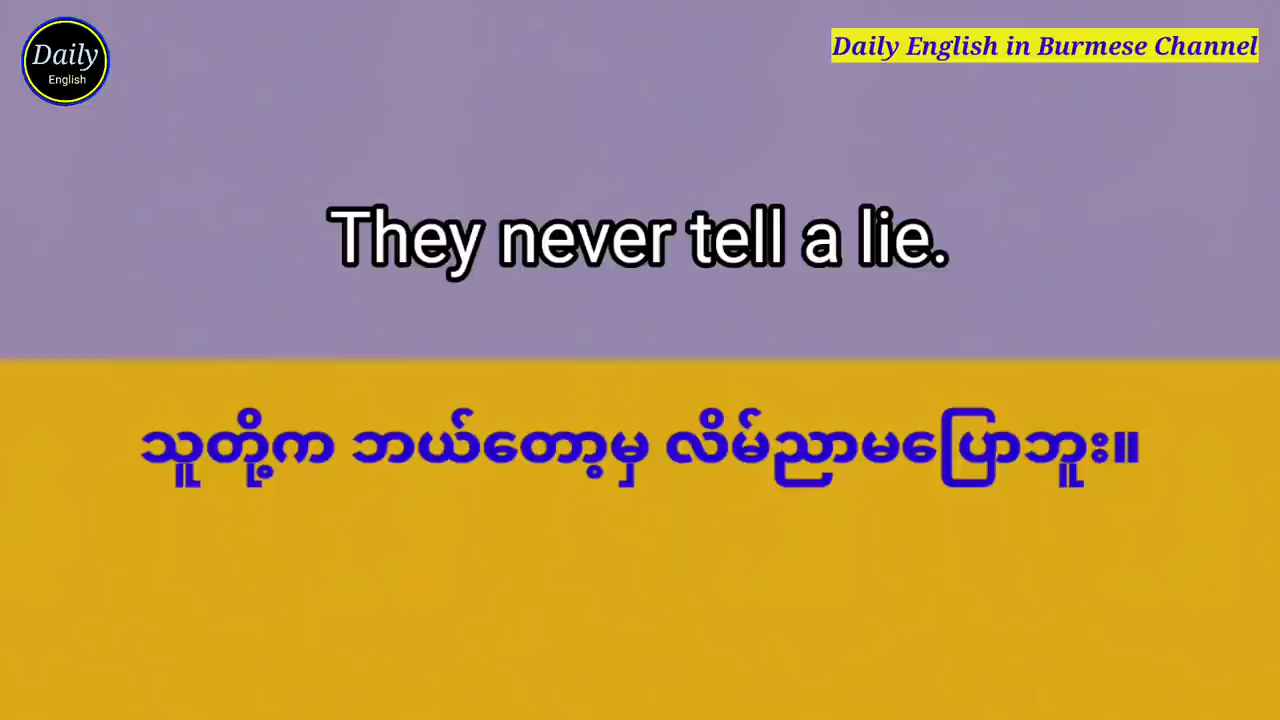 Daily
English
Daily English in Burmese Channel
They never tell a lie.
သူတို့က ဘယ်တော့မှ လိမ်ညာမပြောဘူး။